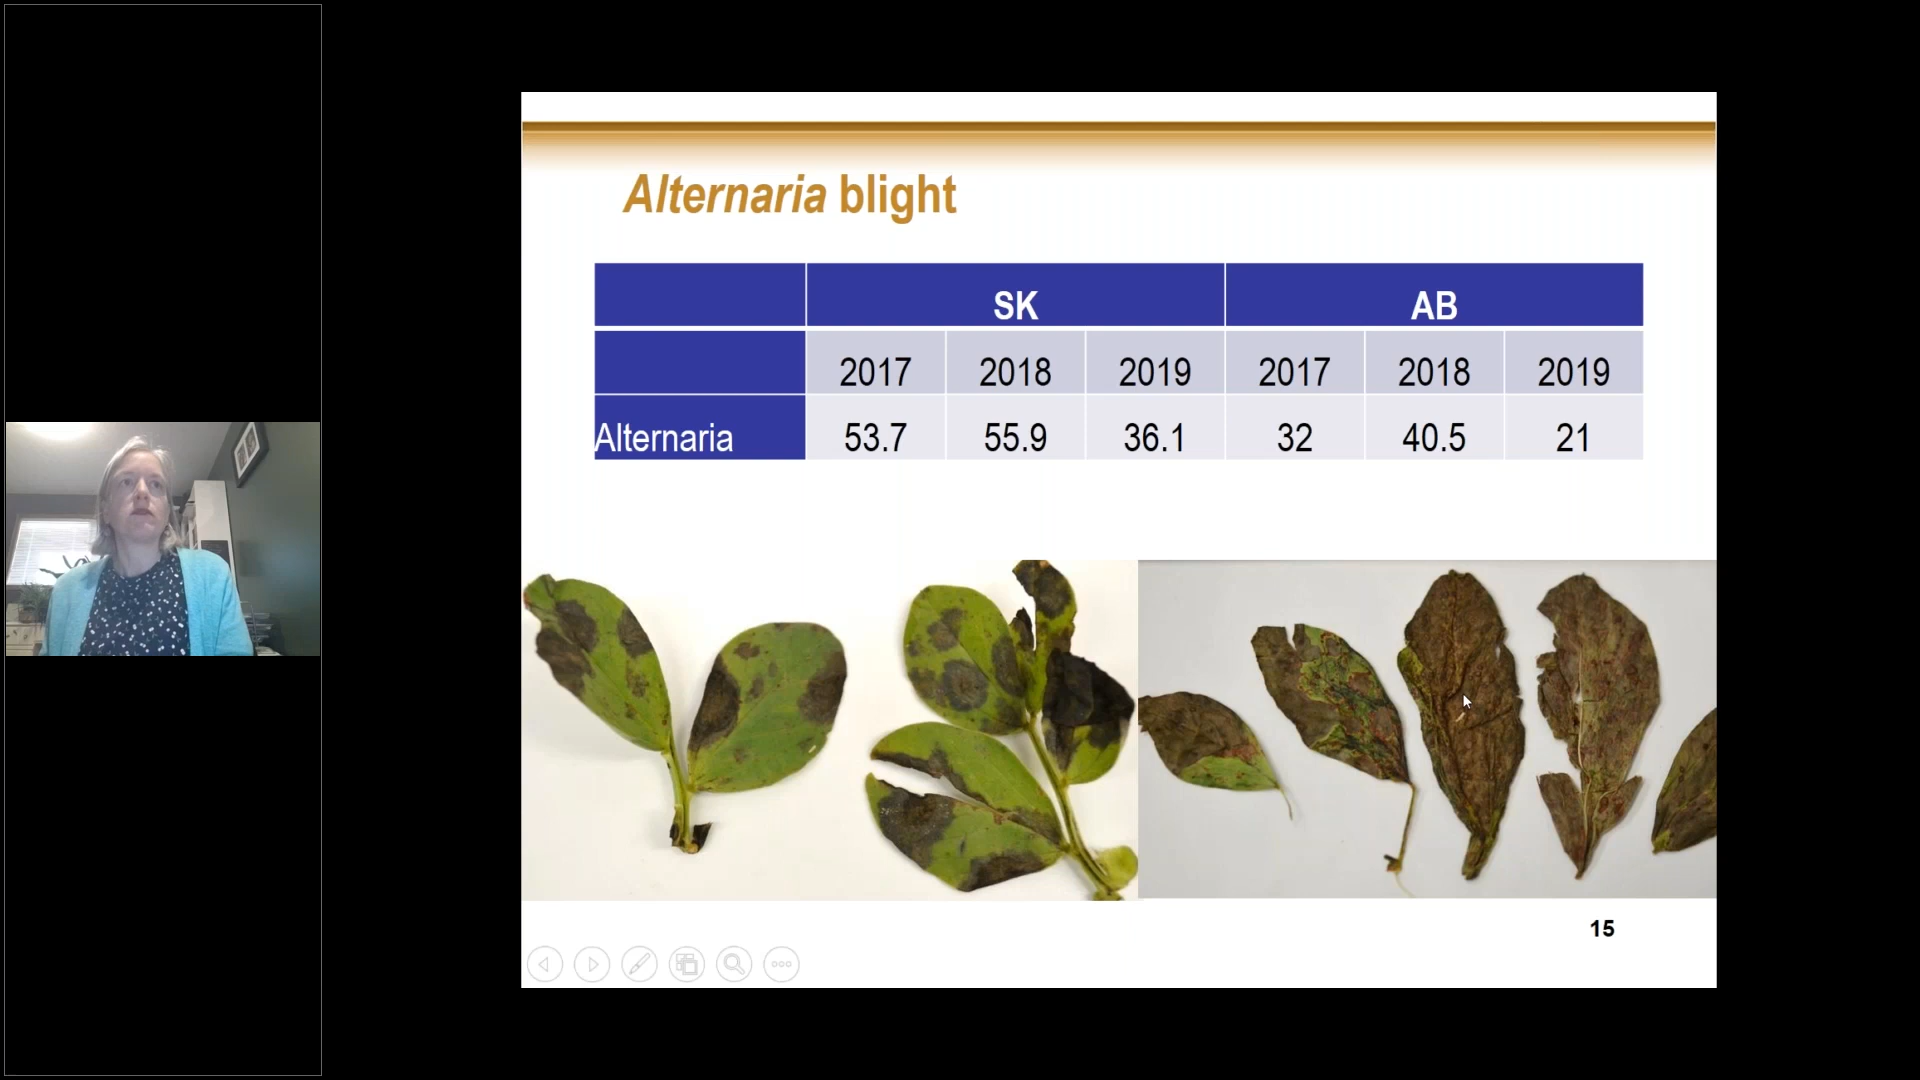 Alternaria blight
SK AB
2017 2018 2019 2017 2018 2019
Alternaria 53.7 55.9 36.1 32 40.5 21
15